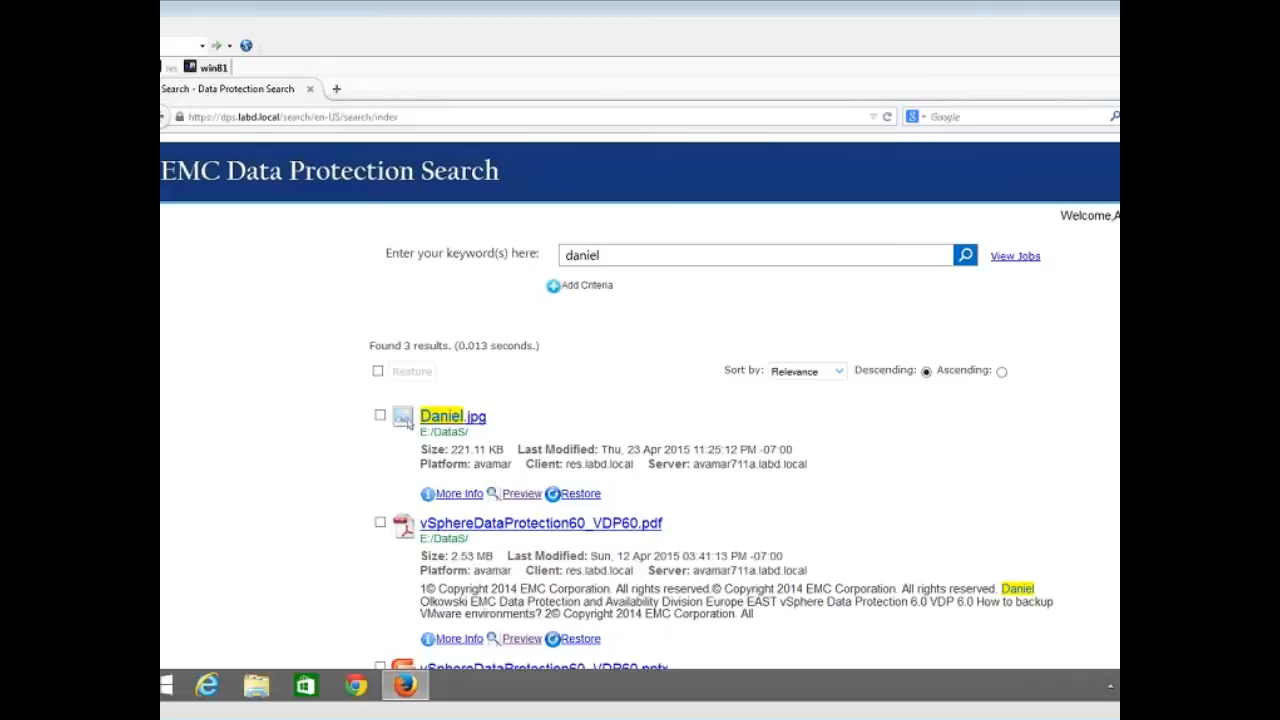 res win81
Search - Data Protection Search
https://dps.labd.local/search/en-US/search/index Google
EMC Data Protection Search
Welcome,A
Enter your keyword(s) here: daniel View Jobs
Add Criteria
Found 3 results. (0.013 seconds.)
Restore Sort by: Relevance Descending: Ascending:
Daniel.jpg
E:/DataS/
Size: 221.11 KB Last Modified: Thu, 23 Apr 2015 11:25:12 PM -07:00
Platform: avamar Client: res.labd.local Server: avamar711a.labd.local
More Info Preview Restore
vSphereDataProtection60_VDP60.pdf
E:/DataS/
Size: 2.53 MB Last Modified: Sun, 12 Apr 2015 03:41:13 PM -07:00
Platform: avamar Client: res.labd.local Server: avamar711a.labd.local
1© Copyright 2014 EMC Corporation. All rights reserved.© Copyright 2014 EMC Corporation. All rights reserved. Daniel
Olkowski EMC Data Protection and Availability Division Europe EAST vSphere Data Protection 6.0 VDP 6.0 How to backup
VMware environments? 2© Copyright 2014 EMC Corporation. All
More Info Preview Restore
vSphereDataProtection60_VDP60.pptx